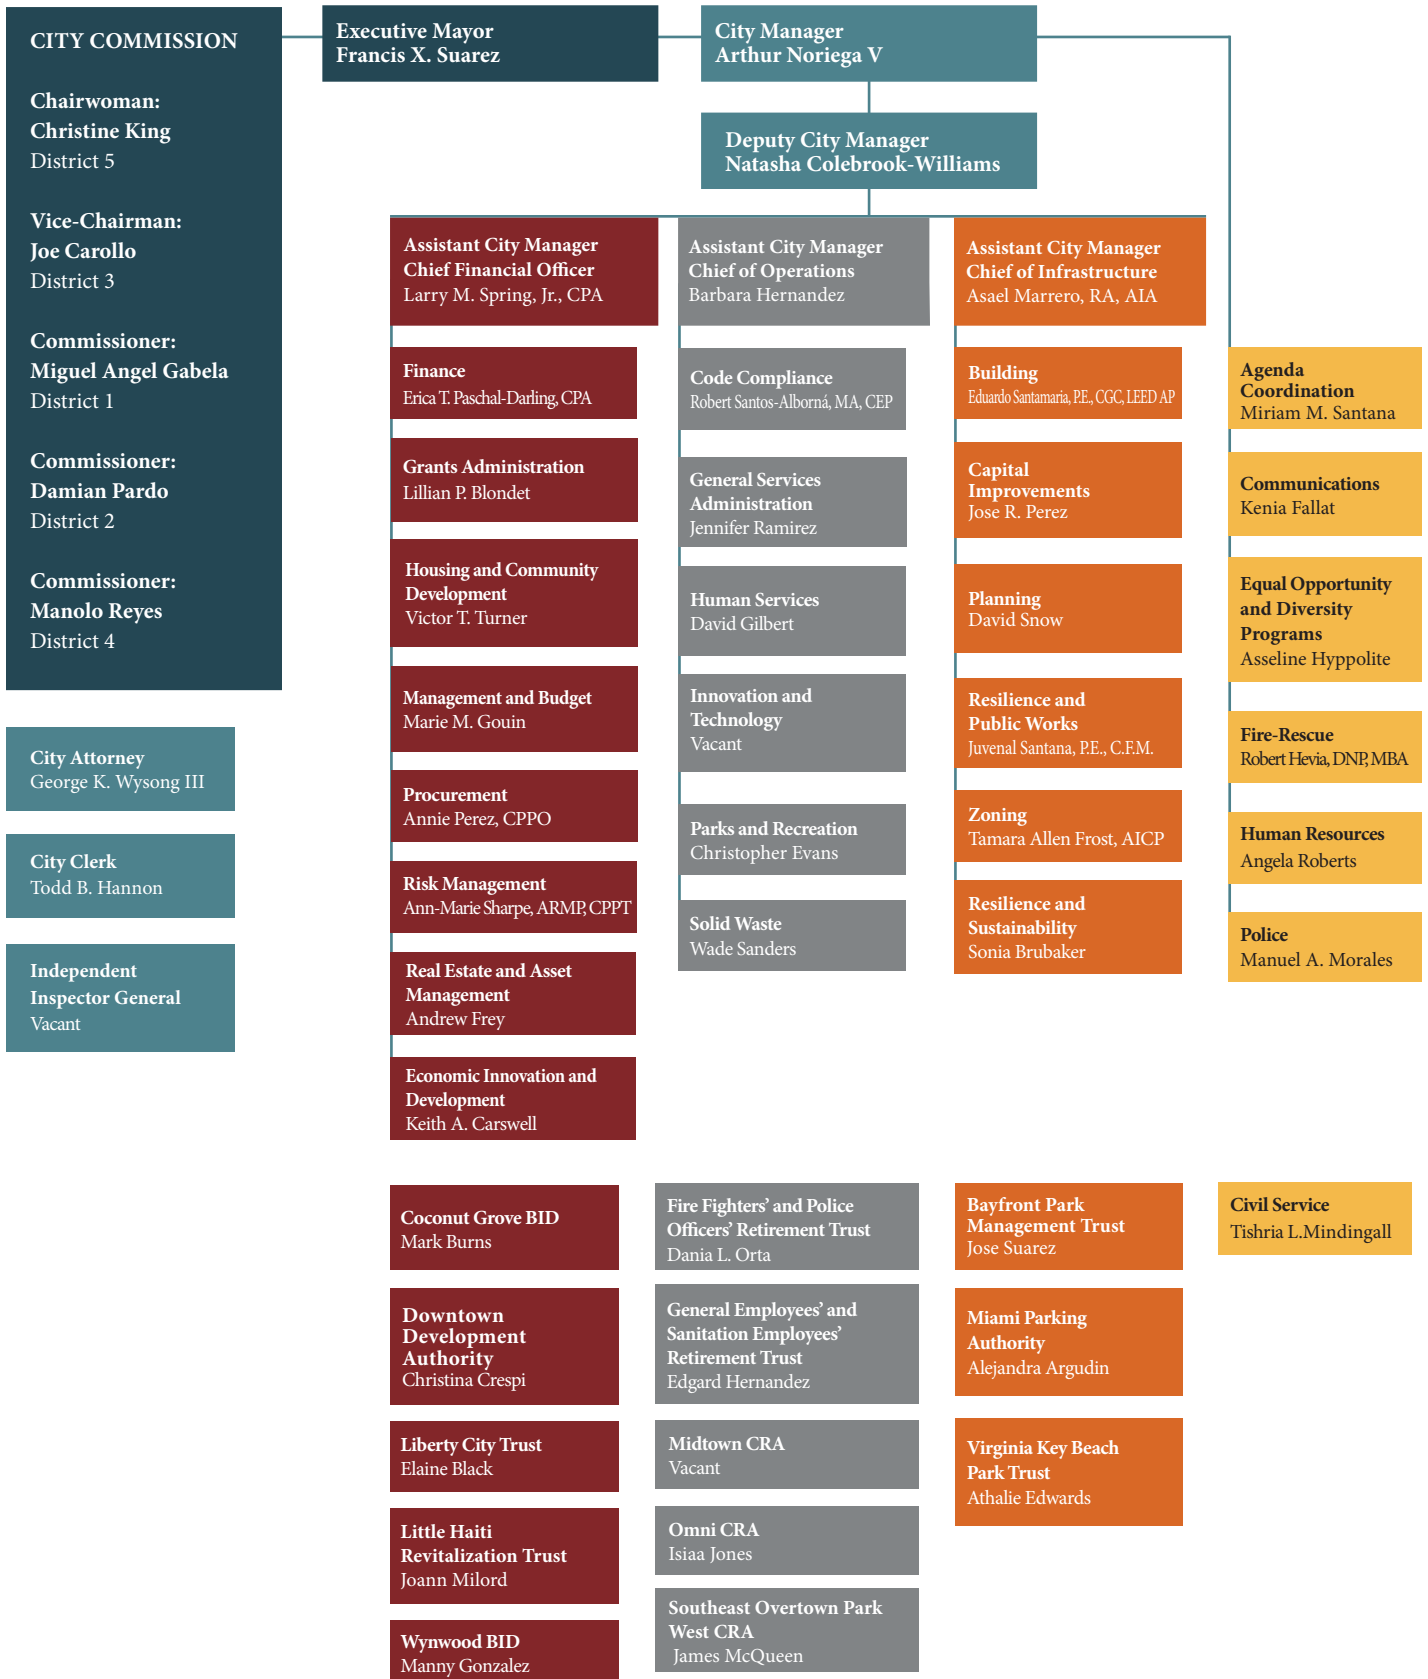 CITY COMMISSION
Chairwoman:
Christine King
District 5
Vice-Chairman:
Joe Carollo
District 3
Commissioner:
Miguel Angel Gabela
District 1
Commissioner:
Damian Pardo
District 2
Commissioner:
Manolo Reyes
District 4
City Attorney
George K. Wysong III
City Clerk
Todd B. Hannon
Independent
Inspector General
Vacant
Executive Mayor
Francis X. Suarez
City Manager
Arthur Noriega V
Deputy City Manager
Natasha Colebrook-Williams
Assistant City Manager
Chief Financial Officer
Larry M. Spring, Jr., CPA
Finance
Erica T. Paschal-Darling, CPA
Grants Administration
Lillian P. Blondet
Housing and Community
Development
Victor T. Turner
Management and Budget
Marie M. Gouin
Procurement
Annie Perez, CPPO
Risk Management
Ann-Marie Sharpe, ARMP, CPPT
Real Estate and Asset
Management
Andrew Frey
Economic Innovation and
Development
Keith A. Carswell
Assistant City Manager
Chief of Operations
Barbara Hernandez
Code Compliance
Robert Santos-Alborná, MA, CEP
General Services
Administration
Jennifer Ramirez
Human Services
David Gilbert
Innovation and
Technology
Vacant
Parks and Recreation
Christopher Evans
Solid Waste
Wade Sanders
Assistant City Manager
Chief of Infrastructure
Asael Marrero, RA, AIA
Building
Eduardo Santamaria, P.E., CGC, LEED AP
Capital
Improvements
Jose R. Perez
Planning
David Snow
Resilience and
Public Works
Juvenal Santana, P.E., C.F.M.
Zoning
Tamara Allen Frost, AICP
Resilience and
Sustainability
Sonia Brubaker
Agenda
Coordination
Miriam M. Santana
Communications
Kenia Fallat
Equal Opportunity
and Diversity
Programs
Asseline Hyppolite
Fire-Rescue
Robert Hevia, DNP, MBA
Human Resources
Angela Roberts
Police
Manuel A. Morales
Coconut Grove BID
Mark Burns
Downtown
Development
Authority
Christina Crespi
Liberty City Trust
Elaine Black
Little Haiti
Revitalization Trust
Joann Milord
Wynwood BID
Manny Gonzalez
Fire Fighters' and Police
Officers' Retirement Trust
Dania L. Orta
General Employees' and
Sanitation Employees'
Retirement Trust
Edgard Hernandez
Midtown CRA
Vacant
Omni CRA
Isiaa Jones
Southeast Overtown Park
West CRA
James McQueen
Bayfront Park
Management Trust
Jose Suarez
Miami Parking
Authority
Alejandra Argudin
Virginia Key Beach
Park Trust
Athalie Edwards
Civil Service
Tishria L.Mindingall